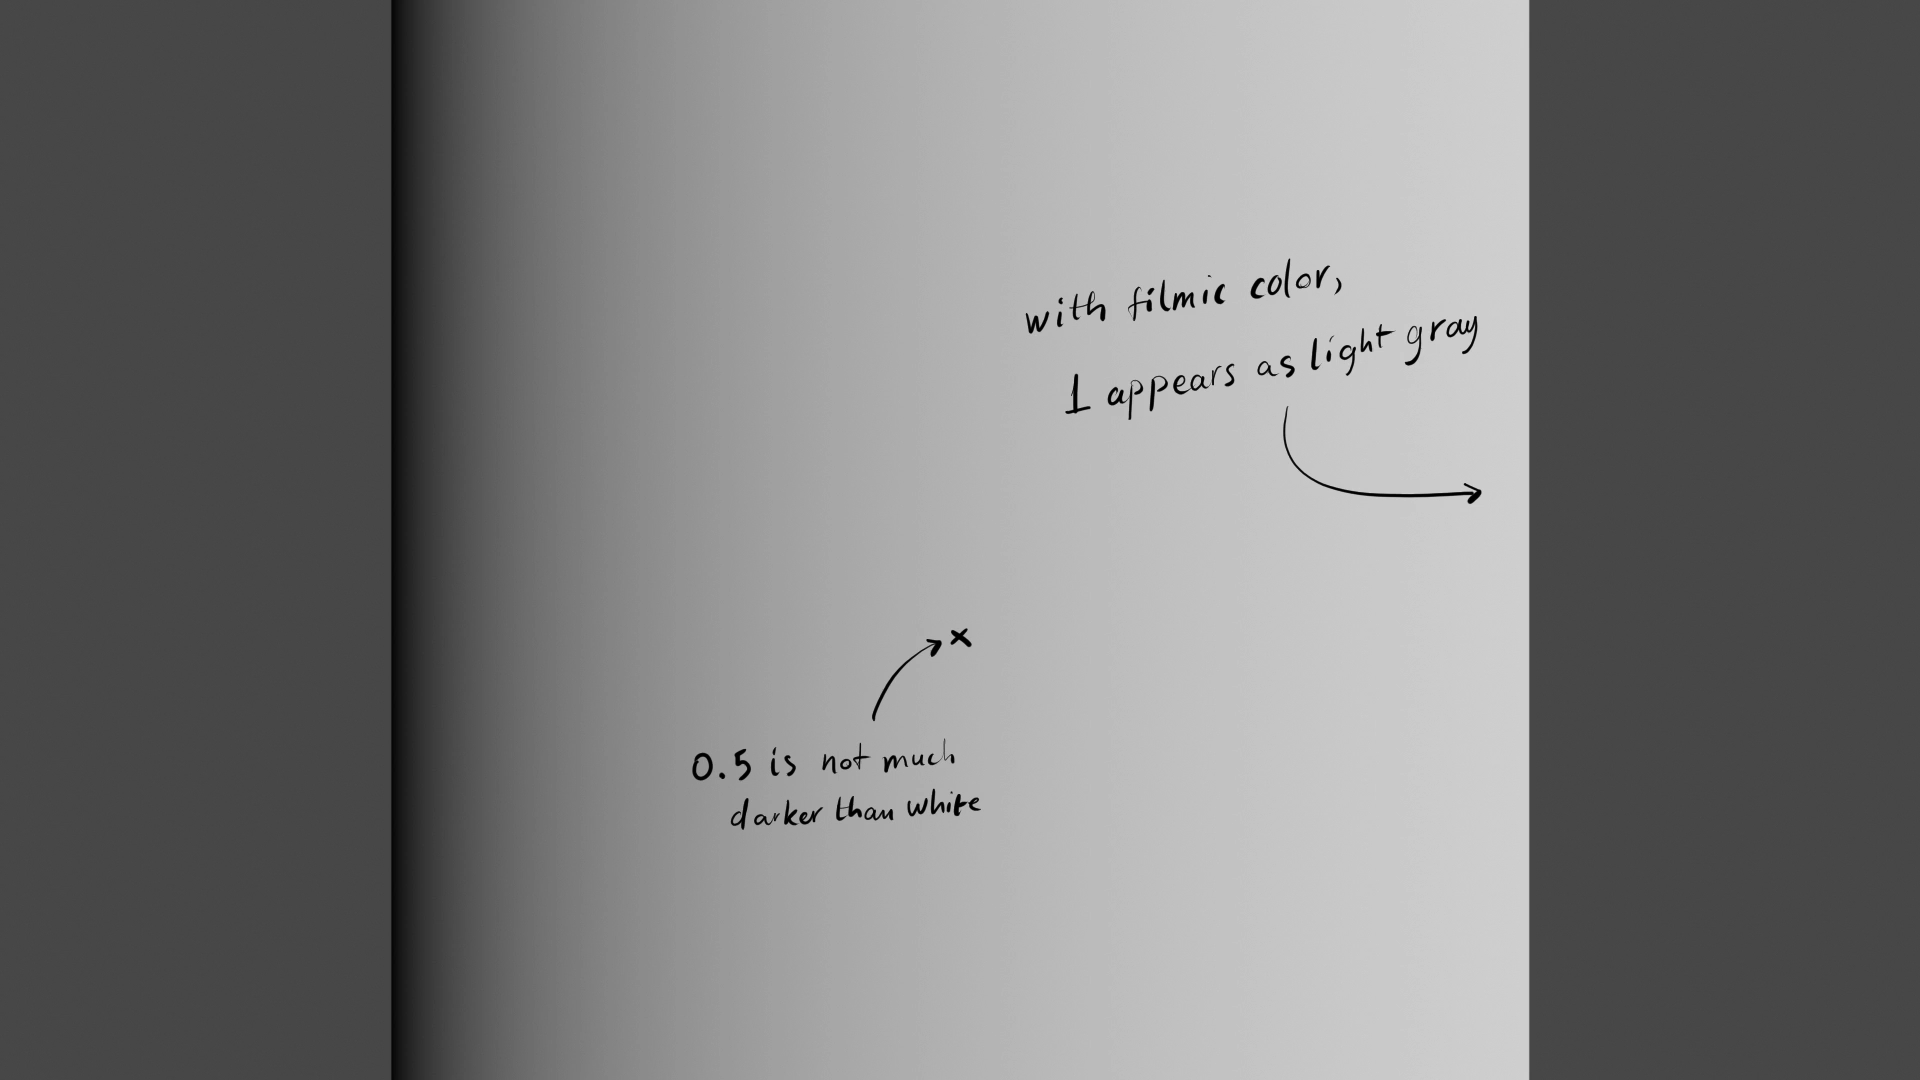 with filmic color,
1 appears as light gray
x
0.5 is not much
darker than white